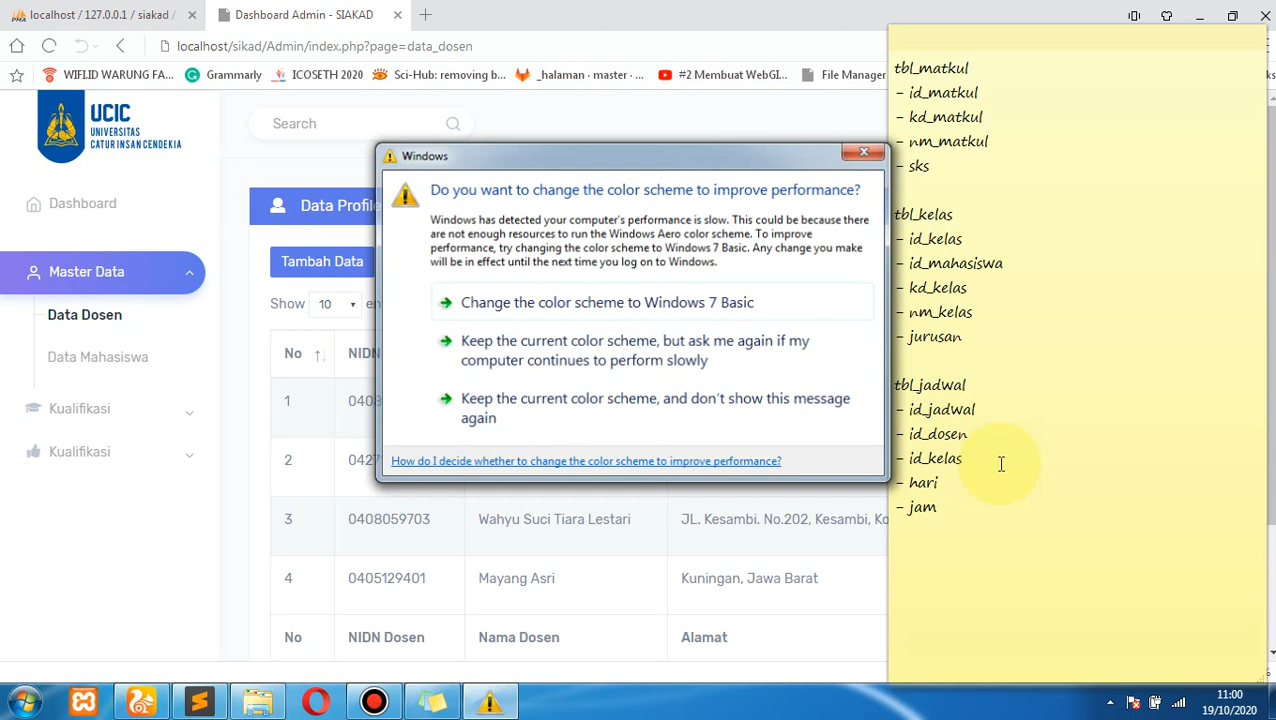 localhost / 127.0.0.1 / siakad /
Dashboard Admin - SIAKAD
localhost/sikad/Admin/index.php?page=data_dosen
WIFI.ID WARUNG FA...
Grammarly
ICOSETH 2020
Sci-Hub: removing b...
_halaman · master · ...
#2 Membuat WebGI...
File Manager
UCIC
UNIVERSITAS
CATUR INSAN CENDEKIA
Search
Dashboard
Master Data
Data Dosen
Data Mahasiswa
Kualifikasi
Kualifikasi
Data Profile
Tambah Data
Show 10 en
No NIDN
1 0408
2 0427
3 0408059703 Wahyu Suci Tiara Lestari JL. Kesambi. No.202, Kesambi, Ko
4 0405129401 Mayang Asri Kuningan, Jawa Barat
No NIDN Dosen Nama Dosen Alamat
Windows
Do you want to change the color scheme to improve performance?
Windows has detected your computer's performance is slow. This could be because there
are not enough resources to run the Windows Aero color scheme. To improve
performance, try changing the color scheme to Windows 7 Basic. Any change you make
will be in effect until the next time you log on to Windows.
Change the color scheme to Windows 7 Basic
Keep the current color scheme, but ask me again if my
computer continues to perform slowly
Keep the current color scheme, and don't show this message
again
How do I decide whether to change the color scheme to improve performance?
tbl_matkul
- id_matkul
- kd_matkul
- nm_matkul
- sks
tbl_kelas
- id_kelas
- id_mahasiswa
- kd_kelas
- nm_kelas
- jurusan
tbl_jadwal
- id_jadwal
- id_dosen
- id_kelas
- hari
- jam
11:00
19/10/2020